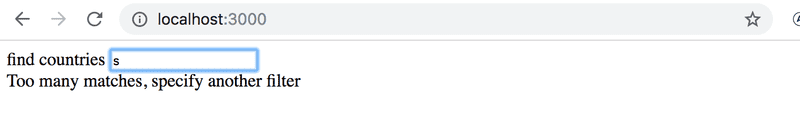 localhost:3000
find countries s
Too many matches, specify another filter